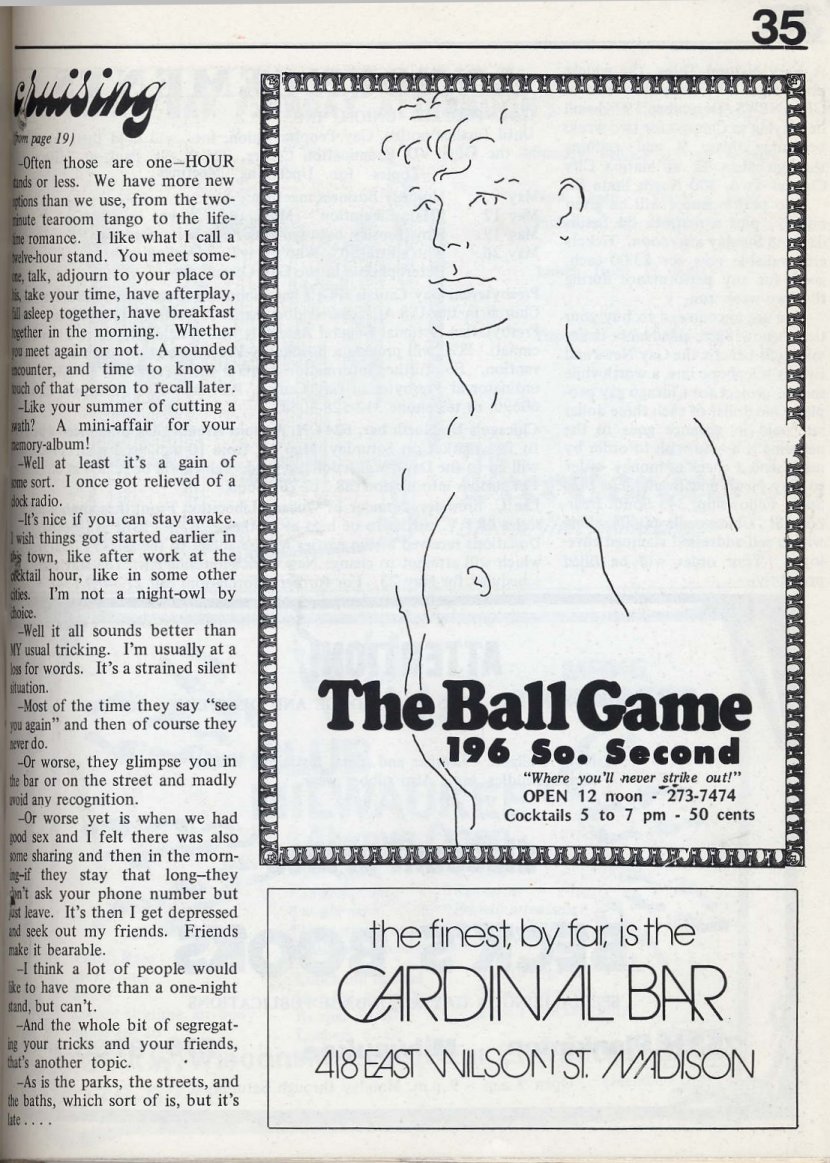 35
cruising
from page 19)
–Often those are one–HOUR
tands or less. We have more new
ptions than we use, from the two-
minute tearoom tango to the life-
time romance. I like what I call a
twelve-hour stand. You meet some-
one, talk, adjourn to your place or
his, take your time, have afterplay,
fall asleep together, have breakfast
together in the morning. Whether
you meet again or not. A rounded
encounter, and time to know a
touch of that person to recall later.
–Like your summer of cutting a
swath? A mini-affair for your
memory-album!
–Well at least it's a gain of
some sort. I once got relieved of a
clock radio.
–It's nice if you can stay awake.
I wish things got started earlier in
this town, like after work at the
cocktail hour, like in some other
cities. I'm not a night-owl by
choice.
–Well it all sounds better than
MY usual tricking. I'm usually at a
loss for words. It's a strained silent
situation.
–Most of the time they say "see
you again" and then of course they
never do.
–Or worse, they glimpse you in
the bar or on the street and madly
avoid any recognition.
–Or worse yet is when we had
good sex and I felt there was also
some sharing and then in the morn-
ing–if they stay that long–they
don't ask your phone number but
just leave. It's then I get depressed
and seek out my friends. Friends
make it bearable.
–I think a lot of people would
like to have more than a one-night
stand, but can't.
–And the whole bit of segregat-
ing your tricks and your friends,
that's another topic.
–As is the parks, the streets, and
the baths, which sort of is, but it's
late . . . .
The Ball Game
196 So. Second
"Where you'll never strike out!"
OPEN 12 noon - 273-7474
Cocktails 5 to 7 pm - 50 cents
the finest, by far, is the
CARDINAL BAR
418 EAST WILSON ST. MADISON